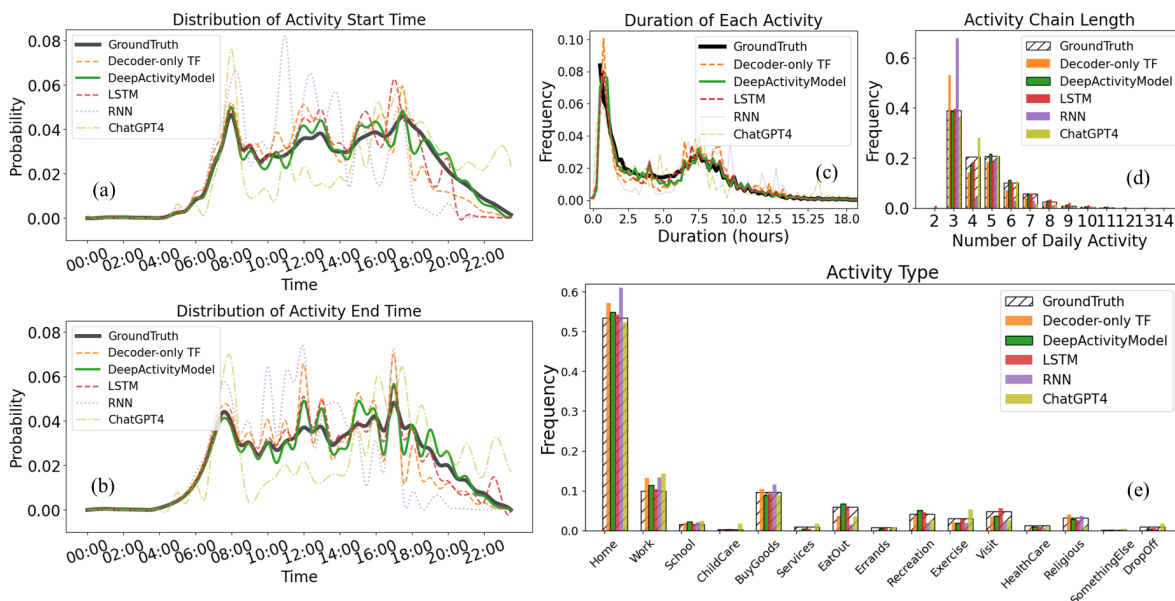 Distribution of Activity Start Time
0.08
0.06
0.04
0.02
0.00
Probability
GroundTruth
Decoder-only TF
DeepActivityModel
LSTM
RNN
ChatGPT4
(a)
00:00
02:00
04:00
06:00
08:00
10:00
12:00
14:00
16:00
18:00
20:00
22:00
Time
Duration of Each Activity
0.10
0.08
0.06
0.04
0.02
0.00
Frequency
GroundTruth
Decoder-only TF
DeepActivityModel
LSTM
RNN
ChatGPT4
(c)
0.0
2.5
5.0
7.5
10.0
12.5
15.0
18.0
Duration (hours)
Activity Chain Length
0.6
0.4
0.2
0.0
Frequency
GroundTruth
Decoder-only TF
DeepActivityModel
LSTM
RNN
ChatGPT4
(d)
2 3 4 5 6 7 8 9 1011121314
Number of Daily Activity
Distribution of Activity End Time
0.08
0.06
0.04
0.02
0.00
Probability
GroundTruth
Decoder-only TF
DeepActivityModel
LSTM
RNN
ChatGPT4
(b)
00:00
02:00
04:00
06:00
08:00
10:00
12:00
14:00
16:00
18:00
20:00
22:00
Time
Activity Type
0.6
0.5
0.4
0.3
0.2
0.1
0.0
Frequency
GroundTruth
Decoder-only TF
DeepActivityModel
LSTM
RNN
ChatGPT4
(e)
Home
Work
School
ChildCare
BuyGoods
Services
EatOut
Errands
Recreation
Exercise
Visit
HealthCare
Religious
SomethingElse
DropOff